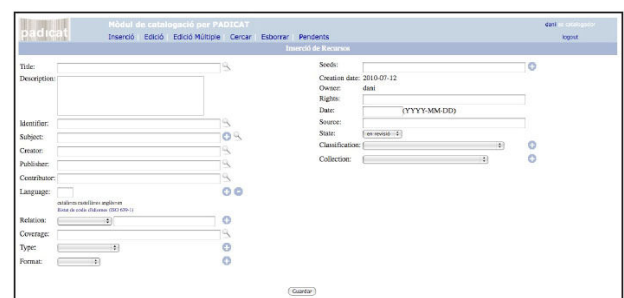 padicat
Mòdul de catalogació per PADICAT
dani
Inserció Edició Edició Múltiple Cercar Esborrar Pendents
logout
Inserció de Recursos
Title:
Description:
Identifier:
Subject:
Creator:
Publisher:
Contributor:
Language:
Relation:
Coverage:
Type:
Format:
Seeds:
Creation date: 2010-07-12
Owner: dani
Rights:
Date: (YYYY-MM-DD)
Source:
State: en revisió
Classification:
Collection:
Guardar